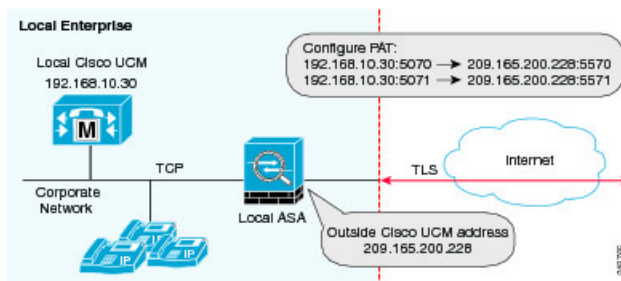 Local Enterprise
Local Cisco UCM
192.168.10.30
M
Configure PAT:
192.168.10.30:5070 → 209.165.200.228:5570
192.168.10.30:5071 → 209.165.200.228:5571
TCP
TLS
Internet
Corporate
Network
Local ASA
IP
IP
Outside Cisco UCM address
209.165.200.228